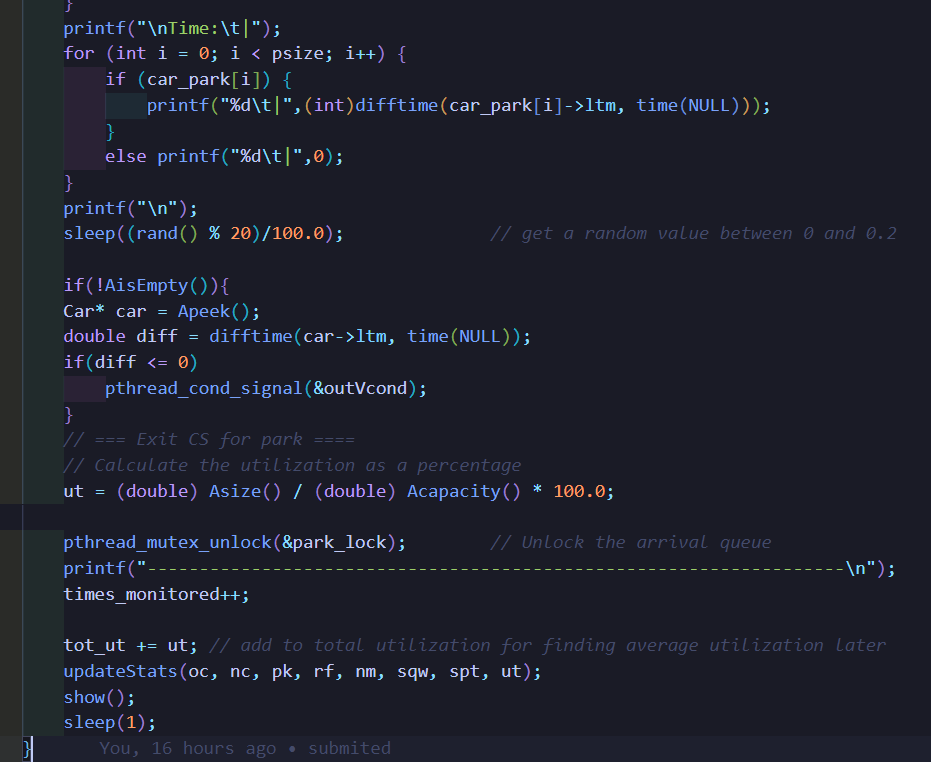 }
printf("\nTime:\t|");
for (int i = 0; i < psize; i++) {
if (car_park[i]) {
printf("%d\t|",(int)difftime(car_park[i]->ltm, time(NULL)));
}
else printf("%d\t|",0);
}
printf("\n");
sleep((rand() % 20)/100.0); // get a random value between 0 and 0.2
if(!AisEmpty()){
Car* car = Apeek();
double diff = difftime(car->ltm, time(NULL));
if(diff <= 0)
pthread_cond_signal(&outVcond);
}
// === Exit CS for park ====
// Calculate the utilization as a percentage
ut = (double) Asize() / (double) Acapacity() * 100.0;
pthread_mutex_unlock(&park_lock); // Unlock the arrival queue
printf("-------------------------------------------------------------------\n");
times_monitored++;
tot_ut += ut; // add to total utilization for finding average utilization later
updateStats(oc, nc, pk, rf, nm, sqw, spt, ut);
show();
sleep(1);
} You, 16 hours ago • submited